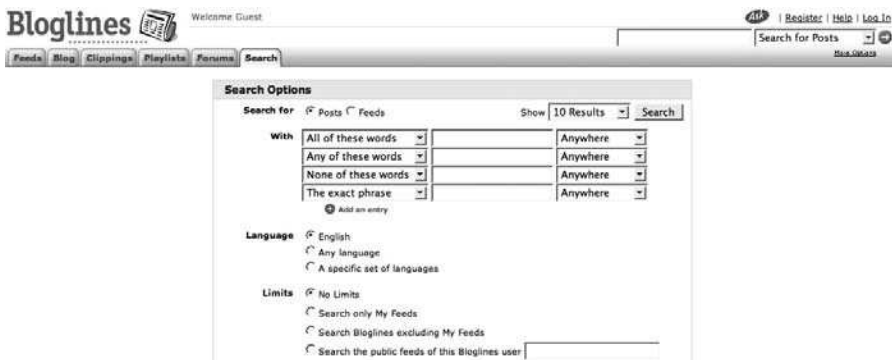 Bloglines
Welcome Guest
Ask | Register | Help | Log In
Search for Posts
More Options
Feeds Blog Clippings Playlists Forums Search
Search Options
Search for Posts Feeds Show 10 Results Search
With All of these words Anywhere
Any of these words Anywhere
None of these words Anywhere
The exact phrase Anywhere
Add an entry
Language English
Any language
A specific set of languages
Limits No Limits
Search only My Feeds
Search Bloglines excluding My Feeds
Search the public feeds of this Bloglines user